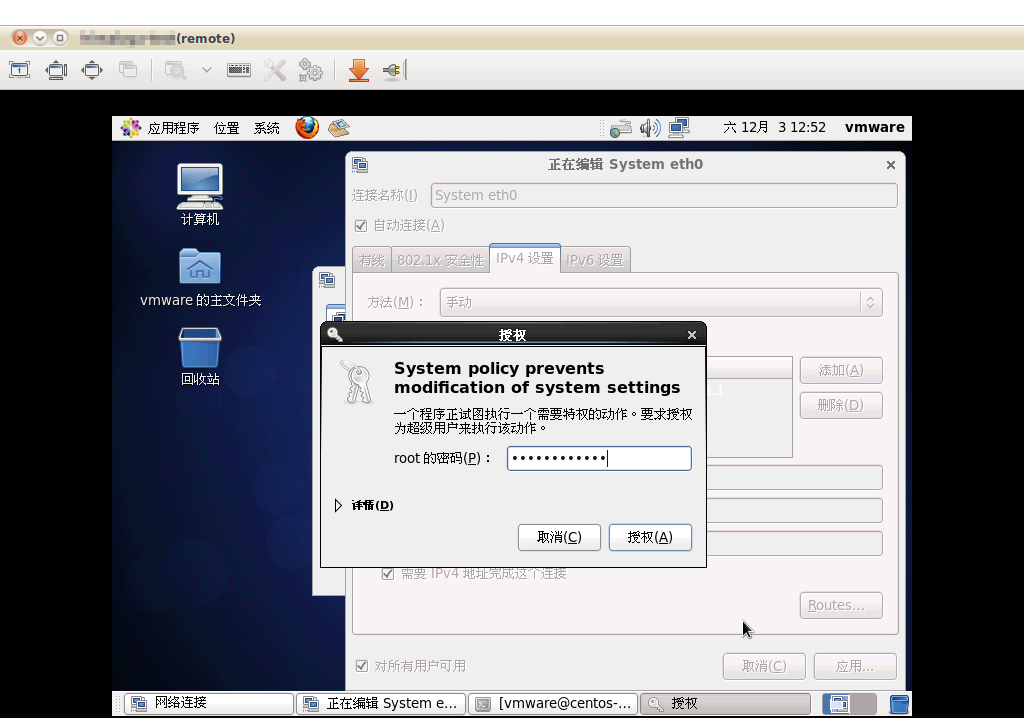 (remote)
应用程序 位置 系统
六 12月 3 12:52 vmware
计算机
vmware 的主文件夹
回收站
正在编辑 System eth0
连接名称(I) System eth0
自动连接(A)
有线 802.1x 安全性 IPv4 设置 IPv6 设置
方法(M)： 手动
添加(A)
删除(D)
授权
System policy prevents
modification of system settings
一个程序正试图执行一个需要特权的动作。要求授权
为超级用户来执行该动作。
root 的密码(P)： ••••••••••••
详情(D)
取消(C) 授权(A)
需要 IPv4 地址完成这个连接
Routes...
对所有用户可用
取消(C) 应用...
网络连接 正在编辑 System e... [vmware@centos-... 授权